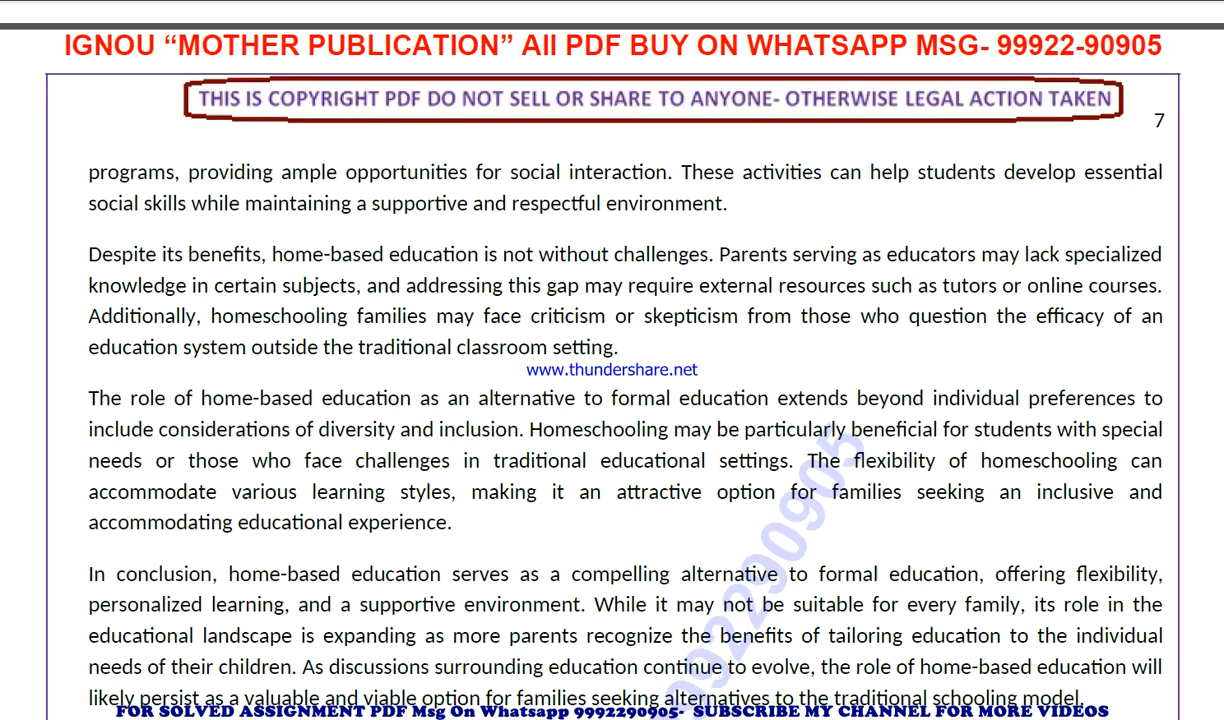 IGNOU “MOTHER PUBLICATION” All PDF BUY ON WHATSAPP MSG- 99922-90905
THIS IS COPYRIGHT PDF DO NOT SELL OR SHARE TO ANYONE- OTHERWISE LEGAL ACTION TAKEN
7
programs, providing ample opportunities for social interaction. These activities can help students develop essential
social skills while maintaining a supportive and respectful environment.
Despite its benefits, home-based education is not without challenges. Parents serving as educators may lack specialized
knowledge in certain subjects, and addressing this gap may require external resources such as tutors or online courses.
Additionally, homeschooling families may face criticism or skepticism from those who question the efficacy of an
education system outside the traditional classroom setting.
www.thundershare.net
The role of home-based education as an alternative to formal education extends beyond individual preferences to
include considerations of diversity and inclusion. Homeschooling may be particularly beneficial for students with special
needs or those who face challenges in traditional educational settings. The flexibility of homeschooling can
accommodate various learning styles, making it an attractive option for families seeking an inclusive and
accommodating educational experience.
In conclusion, home-based education serves as a compelling alternative to formal education, offering flexibility,
personalized learning, and a supportive environment. While it may not be suitable for every family, its role in the
educational landscape is expanding as more parents recognize the benefits of tailoring education to the individual
needs of their children. As discussions surrounding education continue to evolve, the role of home-based education will
likely persist as a valuable and viable option for families seeking alternatives to the traditional schooling model.
FOR SOLVED ASSIGNMENT PDF Msg On Whatsapp 9992290905- SUBSCRIBE MY CHANNEL FOR MORE VIDEOS